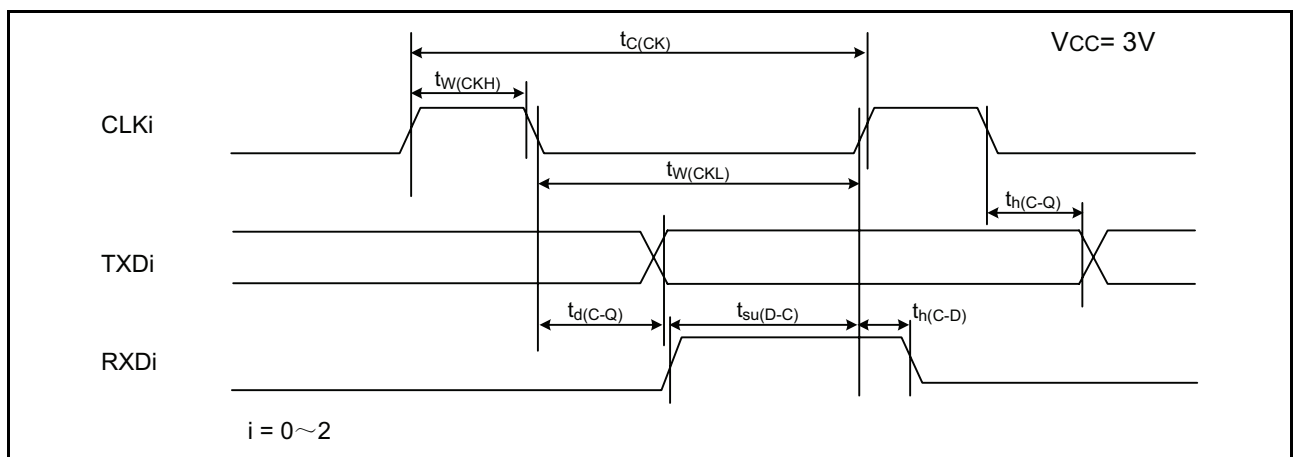 tC(CK)
VCC= 3V
tW(CKH)
CLKi
tW(CKL)
th(C-Q)
TXDi
td(C-Q)
tsu(D-C)
th(C-D)
RXDi
i = 0～2